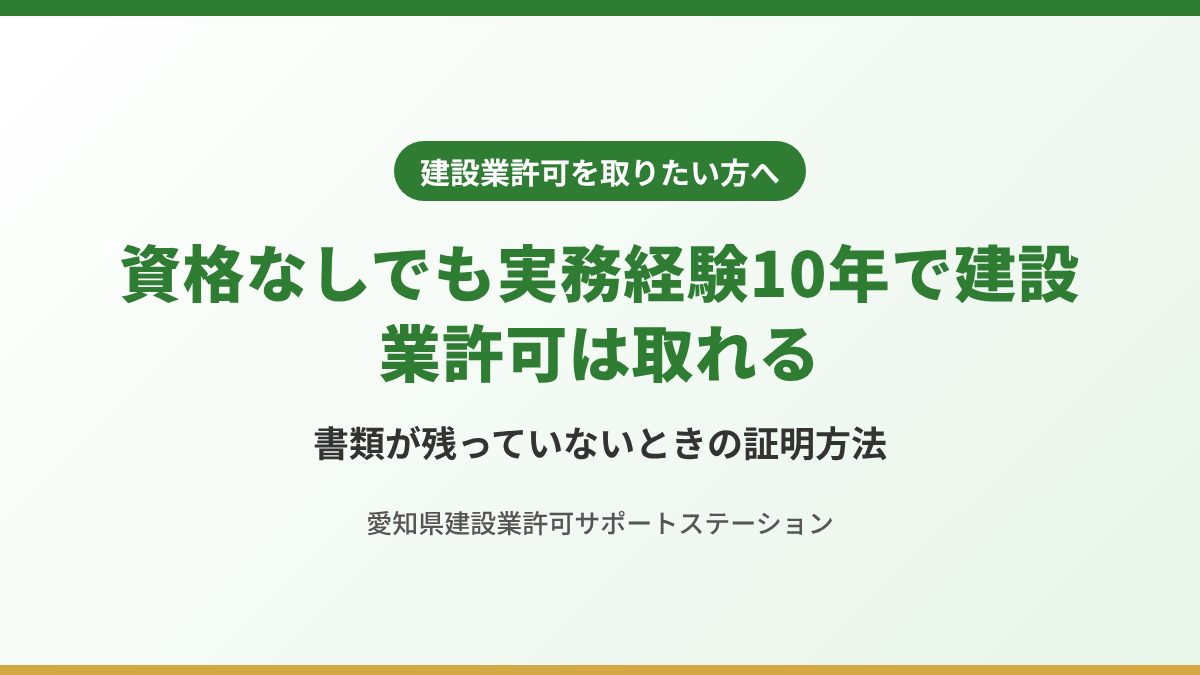 建設業許可を取りたい方へ
資格なしでも実務経験10年で建設
業許可は取れる
書類が残っていないときの証明方法
愛知県建設業許可サポートステーション